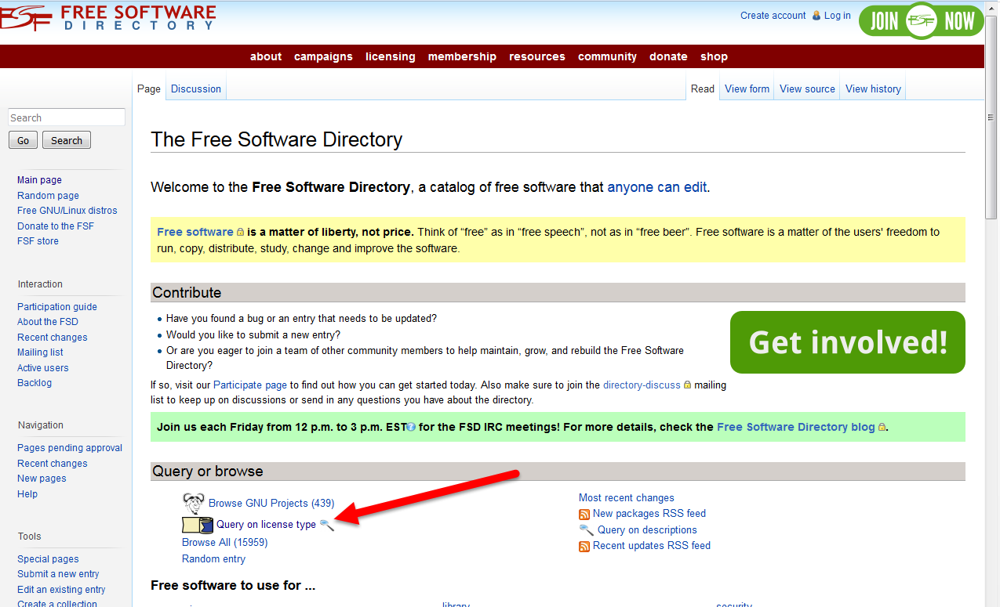 FREE SOFTWARE
DIRECTORY
Create account Log in
JOIN FSF NOW
about campaigns licensing membership resources community donate shop
Page Discussion Read View form View source View history
Search
Go Search
Main page
Random page
Free GNU/Linux distros
Donate to the FSF
FSF store
Interaction
Participation guide
About the FSD
Recent changes
Mailing list
Active users
Backlog
Navigation
Pages pending approval
Recent changes
New pages
Help
Tools
Special pages
Submit a new entry
Edit an existing entry
Create a collection
The Free Software Directory
Welcome to the Free Software Directory, a catalog of free software that anyone can edit.
Free software is a matter of liberty, not price. Think of “free” as in “free speech”, not as in “free beer”. Free software is a matter of the users' freedom to
run, copy, distribute, study, change and improve the software.
Contribute
Have you found a bug or an entry that needs to be updated?
Would you like to submit a new entry?
Or are you eager to join a team of other community members to help maintain, grow, and rebuild the Free Software
Directory?
Get involved!
If so, visit our Participate page to find out how you can get started today. Also make sure to join the directory-discuss mailing
list to keep up on discussions or send in any questions you have about the directory.
Join us each Friday from 12 p.m. to 3 p.m. EST for the FSD IRC meetings! For more details, check the Free Software Directory blog.
Query or browse
Browse GNU Projects (439)
Query on license type
Browse All (15959)
Random entry
Most recent changes
New packages RSS feed
Query on descriptions
Recent updates RSS feed
Free software to use for ...
library security